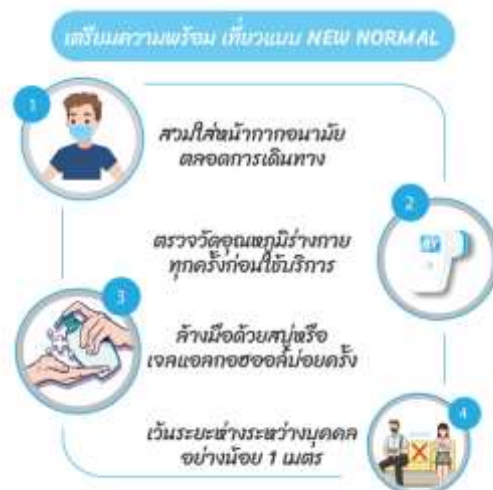 เตรียมความพร้อม เที่ยวแบบ NEW NORMAL
1
สวมใส่หน้ากากอนามัย
ตลอดการเดินทาง
2
ตรวจวัดอุณหภูมิร่างกาย
ทุกครั้งก่อนใช้บริการ
3
ล้างมือด้วยสบู่หรือ
เจลแอลกอฮออล์บ่อยครั้ง
4
เว้นระยะห่างระหว่างบุคคล
อย่างน้อย 1 เมตร